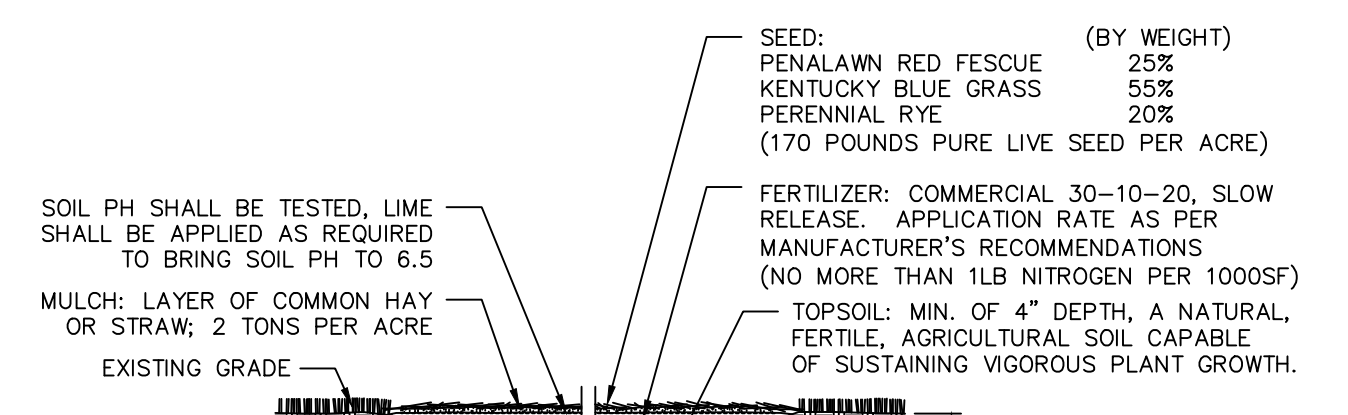 SEED: (BY WEIGHT)
PENALAWN RED FESCUE 25%
KENTUCKY BLUE GRASS 55%
PERENNIAL RYE 20%
(170 POUNDS PURE LIVE SEED PER ACRE)
FERTILIZER: COMMERCIAL 30-10-20, SLOW
RELEASE. APPLICATION RATE AS PER
MANUFACTURER'S RECOMMENDATIONS
(NO MORE THAN 1LB NITROGEN PER 1000SF)
TOPSOIL: MIN. OF 4" DEPTH, A NATURAL,
FERTILE, AGRICULTURAL SOIL CAPABLE
OF SUSTAINING VIGOROUS PLANT GROWTH.
SOIL PH SHALL BE TESTED, LIME
SHALL BE APPLIED AS REQUIRED
TO BRING SOIL PH TO 6.5
MULCH: LAYER OF COMMON HAY
OR STRAW; 2 TONS PER ACRE
EXISTING GRADE